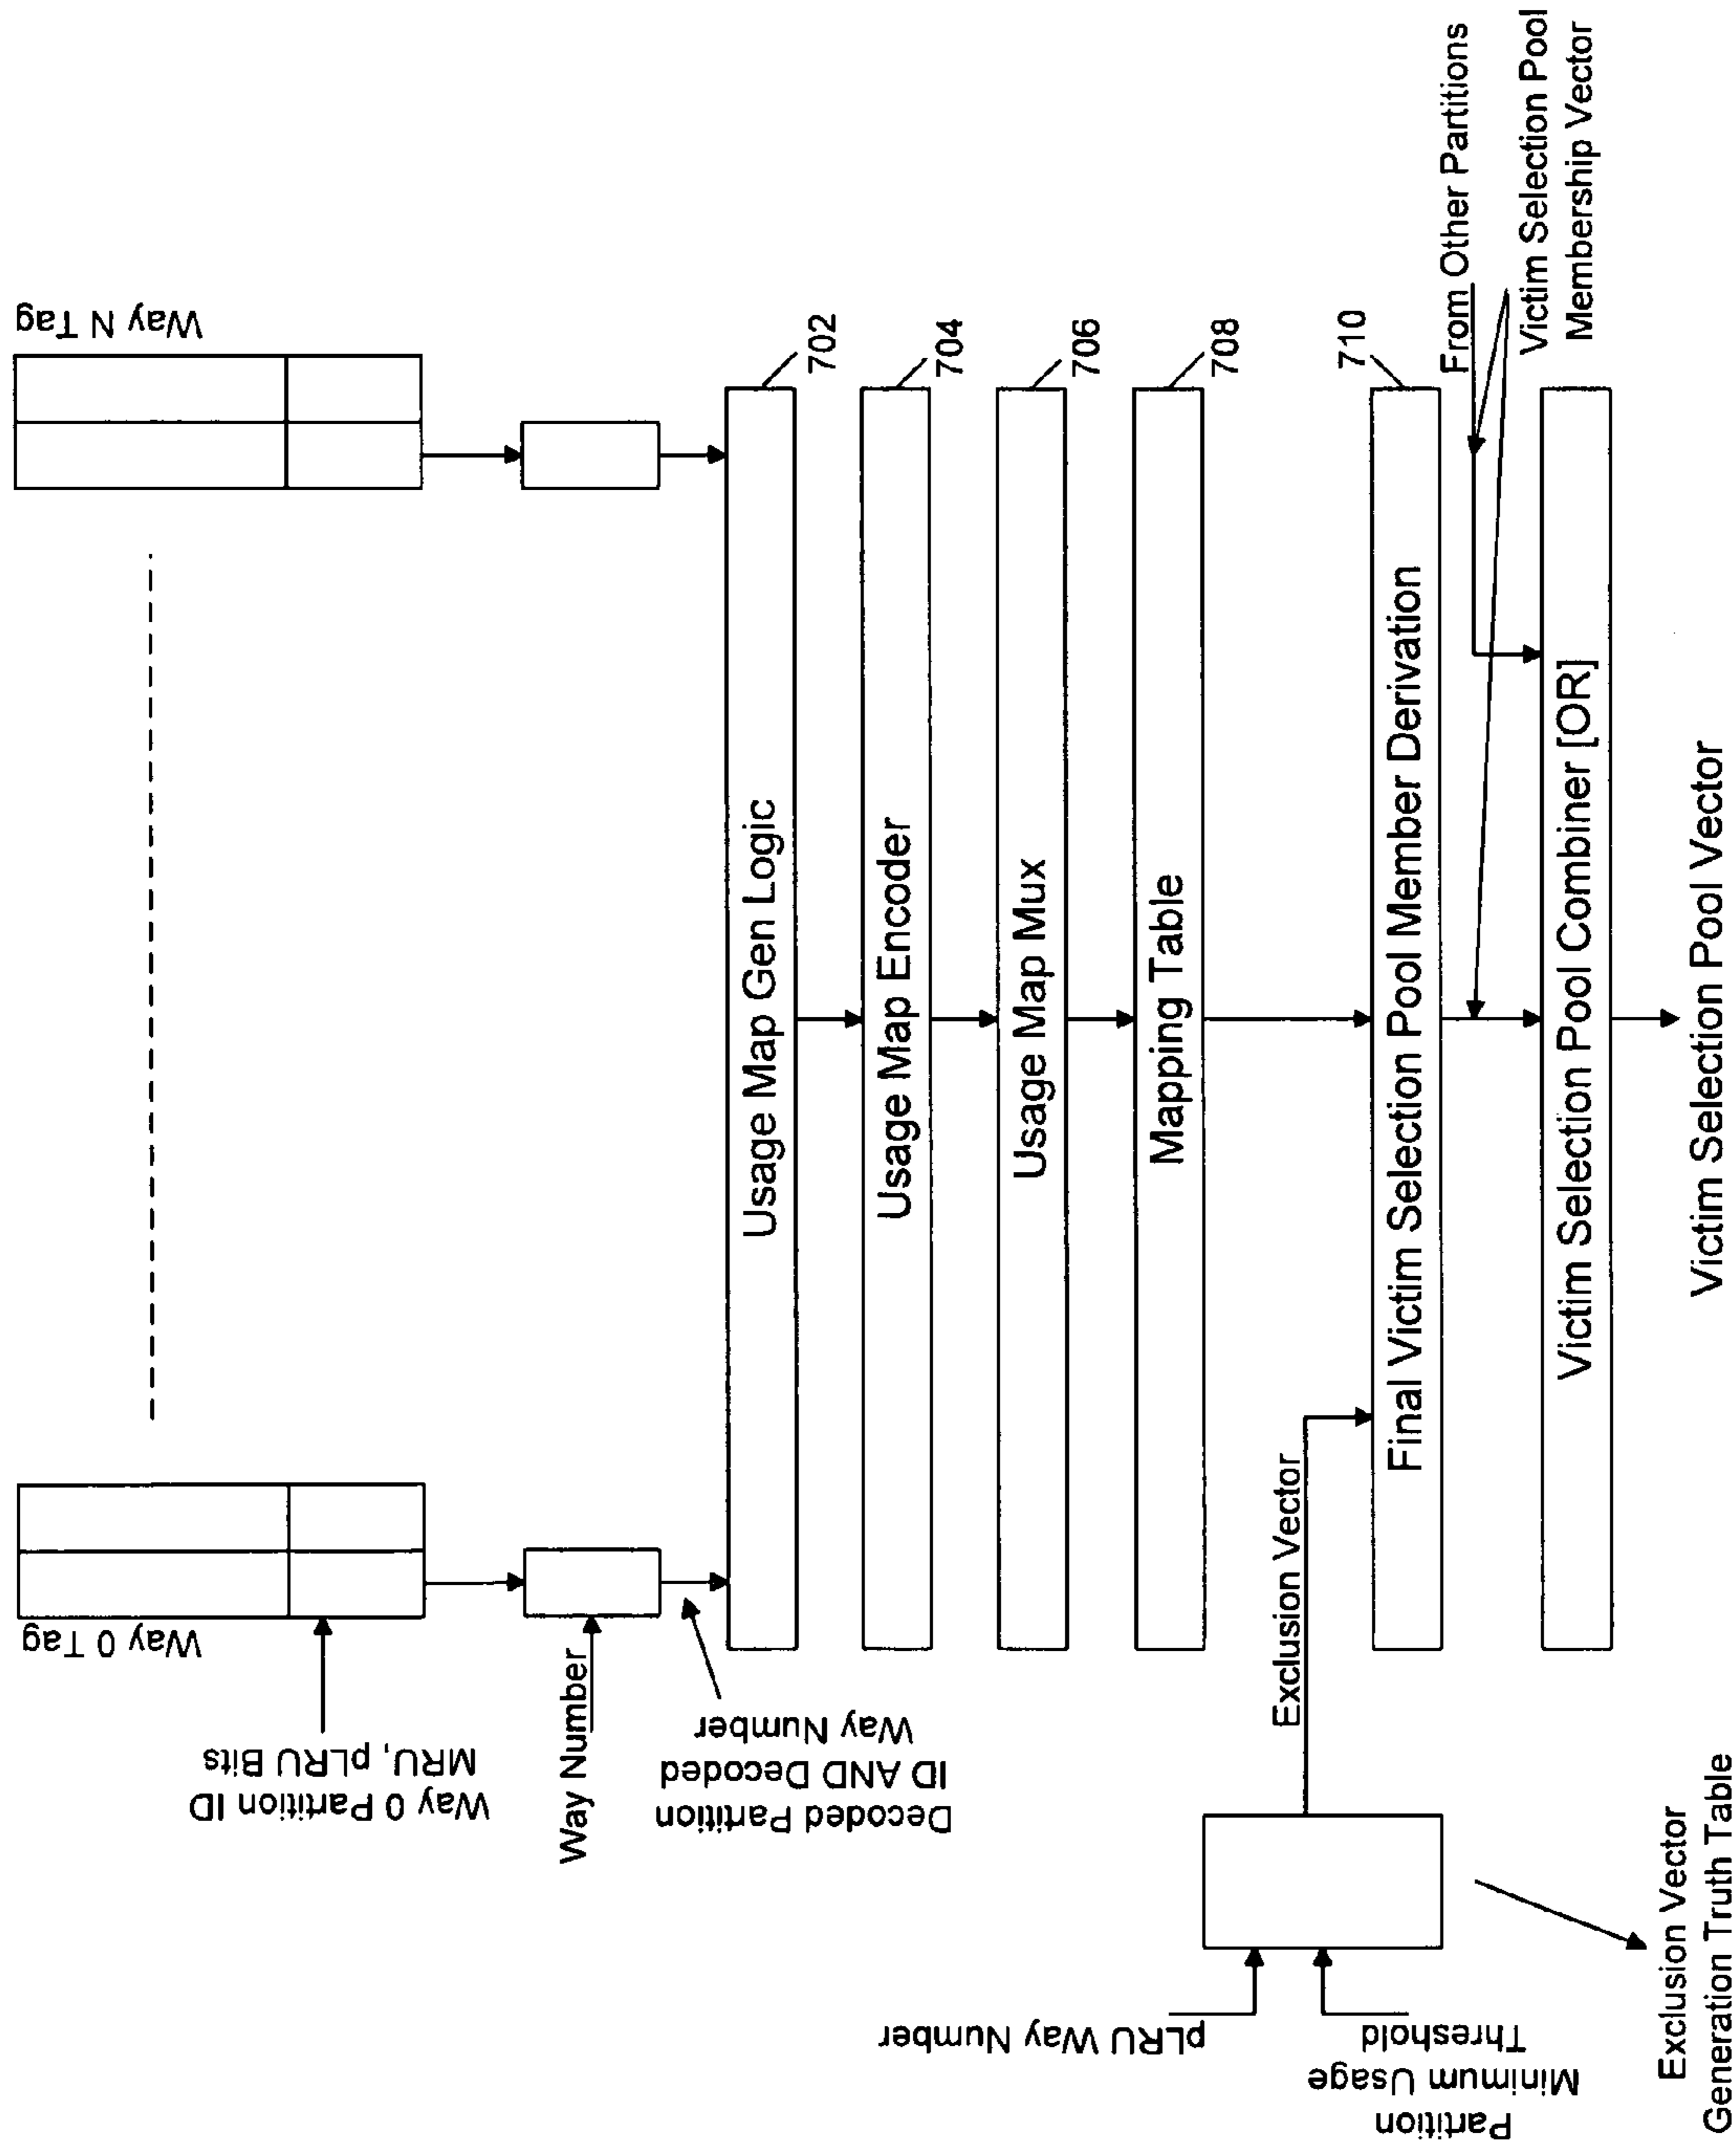 Way 0 Tag
Way N Tag
Way 0 Partition ID
MRU, pLRU Bits
Way Number
Decoded Partition
ID AND Decoded
Way Number
Usage Map Gen Logic
702
Usage Map Encoder
704
Usage Map Mux
706
Mapping Table
708
pLRU Way Number
Partition
Minimum Usage
Threshold
Exclusion Vector
Exclusion Vector
Generation Truth Table
Final Victim Selection Pool Member Derivation
710
From Other Partitions
Victim Selection Pool
Membership Vector
Victim Selection Pool Combiner [OR]
Victim Selection Pool Vector